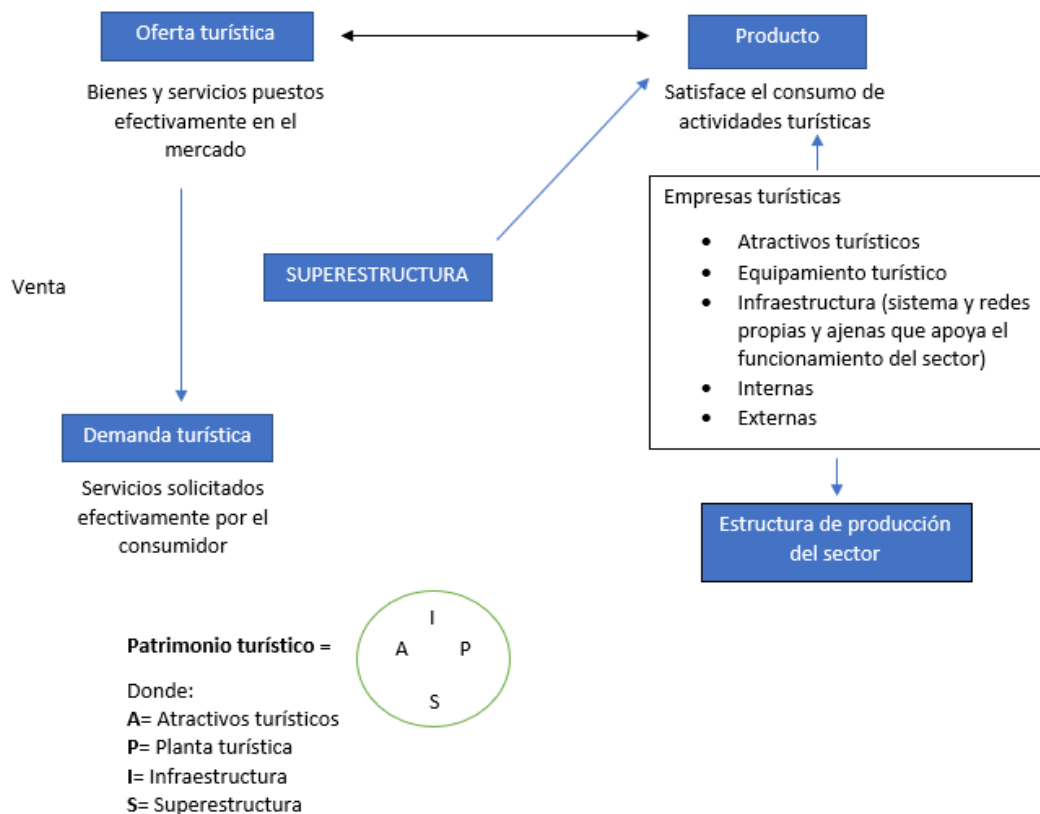 Oferta turística
Producto
Bienes y servicios puestos
efectivamente en el
mercado
Satisface el consumo de
actividades turísticas
Empresas turísticas
• Atractivos turísticos
• Equipamiento turístico
• Infraestructura (sistema y redes
propias y ajenas que apoya el
funcionamiento del sector)
• Internas
• Externas
SUPERESTRUCTURA
Venta
Demanda turística
Servicios solicitados
efectivamente por el
consumidor
Estructura de producción
del sector
Patrimonio turístico =
I
A P
S
Donde:
A= Atractivos turísticos
P= Planta turística
I= Infraestructura
S= Superestructura